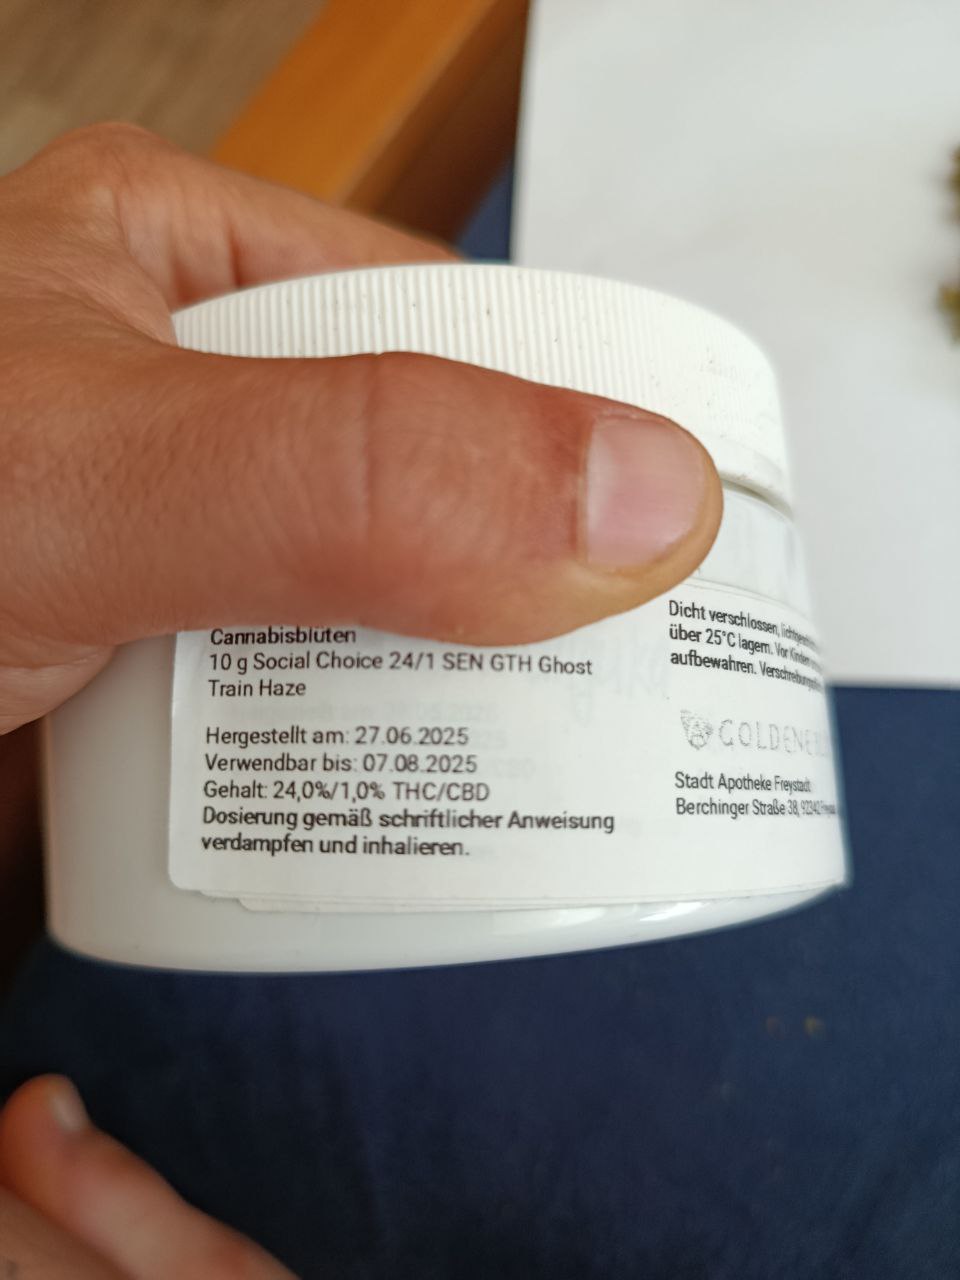 Cannabisblüten
10 g Social Choice 24/1 SEN GTH Ghost
Train Haze
Hergestellt am: 27.06.2025
Verwendbar bis: 07.08.2025
Gehalt: 24,0%/1,0% THC/CBD
Dosierung gemäß schriftlicher Anweisung
verdampfen und inhalieren.
Dicht verschlossen,
über 25°C lagern. Vor Kindern
aufbewahren.
Stadt Apotheke Freystadt
Berchinger Straße 38, 92342